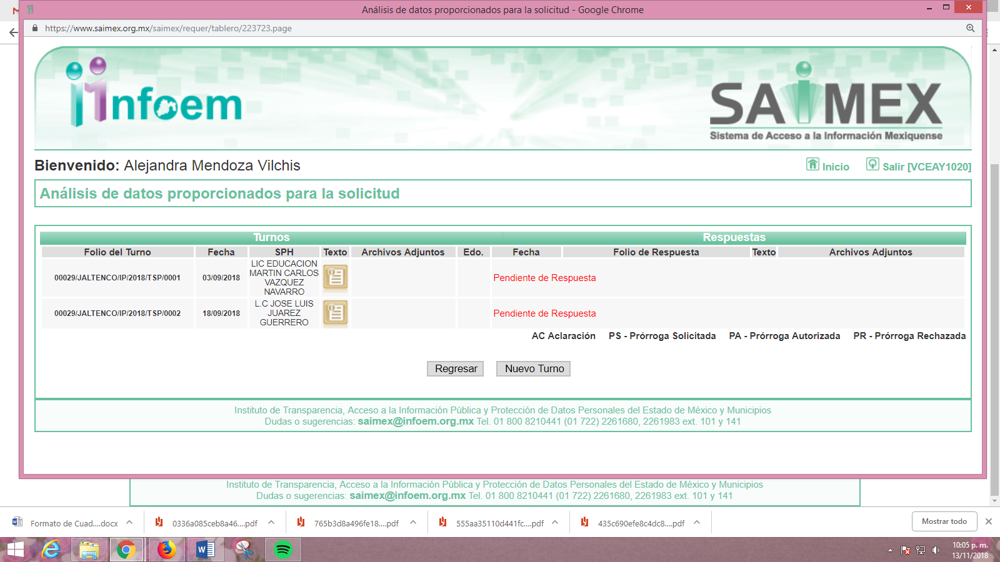 Análisis de datos proporcionados para la solicitud - Google Chrome
https://www.saimex.org.mx/saimex/requer/tablero/223723.page
infoem
SAIMEX
Sistema de Acceso a la Información Mexiquense
Bienvenido: Alejandra Mendoza Vilchis
Inicio Salir [VCEAY1020]
Análisis de datos proporcionados para la solicitud
Turnos Respuestas
Folio del Turno Fecha SPH Texto Archivos Adjuntos Edo. Fecha Folio de Respuesta Texto Archivos Adjuntos
00029/JALTENCO/IP/2018/TSP/0001 03/09/2018 LIC EDUCACION
MARTIN CARLOS
VAZQUEZ
NAVARRO
Pendiente de Respuesta
00029/JALTENCO/IP/2018/TSP/0002 18/09/2018 L.C JOSE LUIS
JUAREZ
GUERRERO
Pendiente de Respuesta
AC Aclaración PS - Prórroga Solicitada PA - Prórroga Autorizada PR - Prórroga Rechazada
Regresar Nuevo Turno
Instituto de Transparencia, Acceso a la Información Pública y Protección de Datos Personales del Estado de México y Municipios
Dudas o sugerencias: saimex@infoem.org.mx Tel. 01 800 8210441 (01 722) 2261680, 2261983 ext. 101 y 141
Instituto de Transparencia, Acceso a la Información Pública y Protección de Datos Personales del Estado de México y Municipios
Dudas o sugerencias: saimex@infoem.org.mx Tel. 01 800 8210441 (01 722) 2261680, 2261983 ext. 101 y 141
Formato de Cuad....docx 0336a085ceb8a46....pdf 765b3d8a496fe18....pdf 555aa35110d441fc....pdf 435c690efe8c4dc8....pdf Mostrar todo
10:05 p. m.
13/11/2018